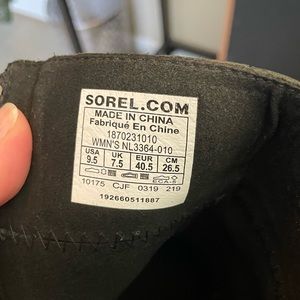 SOREL.COM
MADE IN CHINA
Fabriqué En Chine
1870231010
WMN'S NL3364-010
USA UK EUR CM
9.5 7.5 40.5 26.5
10175 CJF 0319 219
192660511887